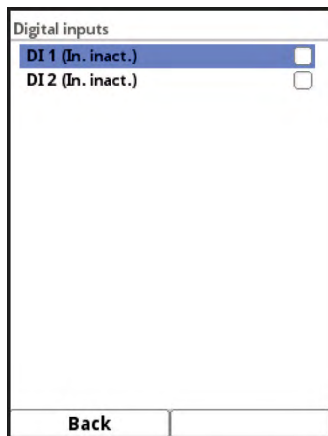 Digital inputs
DI 1 (In. inact.)
DI 2 (In. inact.)
Back